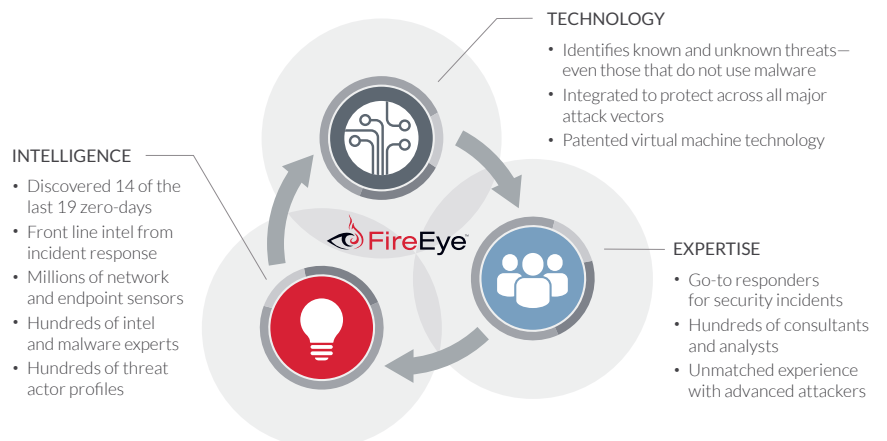 TECHNOLOGY
• Identifies known and unknown threats—
even those that do not use malware
• Integrated to protect across all major
attack vectors
• Patented virtual machine technology
INTELLIGENCE
• Discovered 14 of the
last 19 zero-days
• Front line intel from
incident response
• Millions of network
and endpoint sensors
• Hundreds of intel
and malware experts
• Hundreds of threat
actor profiles
FireEye™
EXPERTISE
• Go-to responders
for security incidents
• Hundreds of consultants
and analysts
• Unmatched experience
with advanced attackers